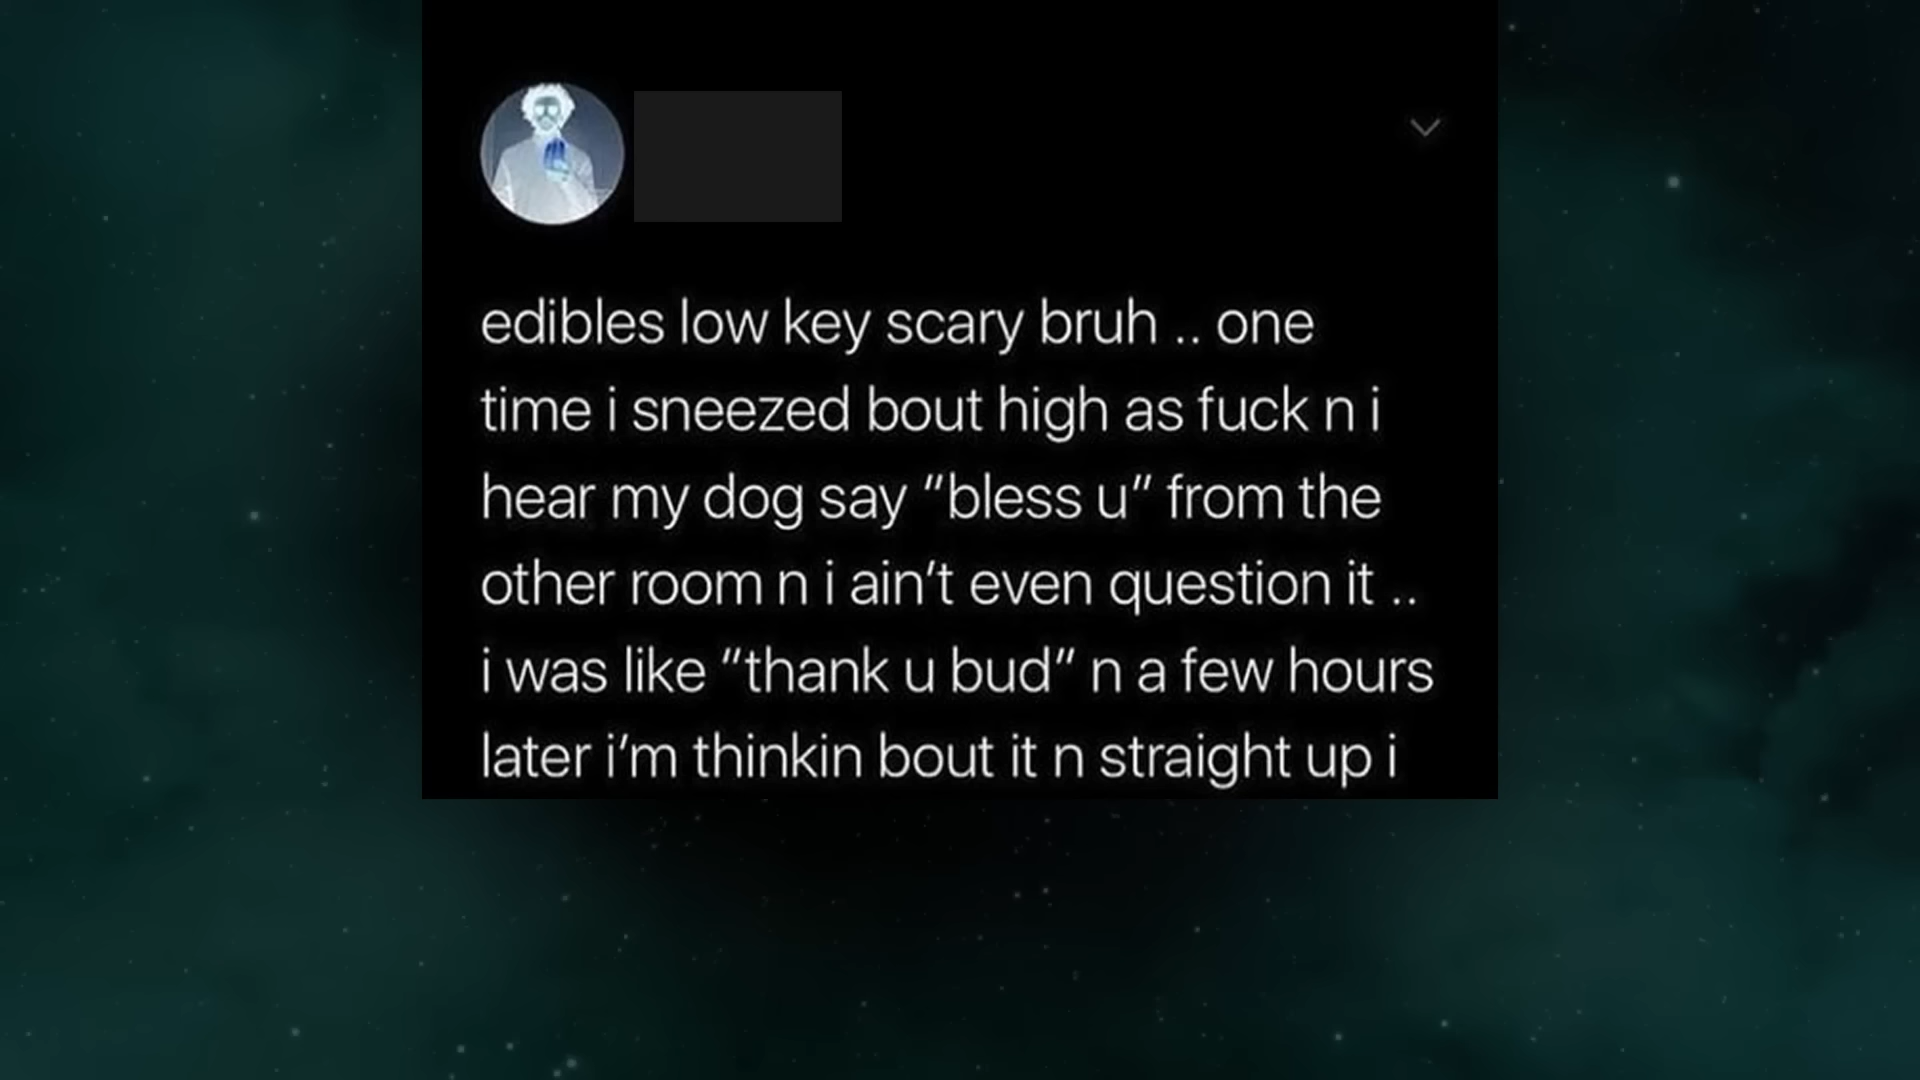 edibles low key scary bruh .. one
time i sneezed bout high as fuck n i
hear my dog say "bless u" from the
other room n i ain't even question it ..
i was like "thank u bud" n a few hours
later i'm thinkin bout it n straight up i